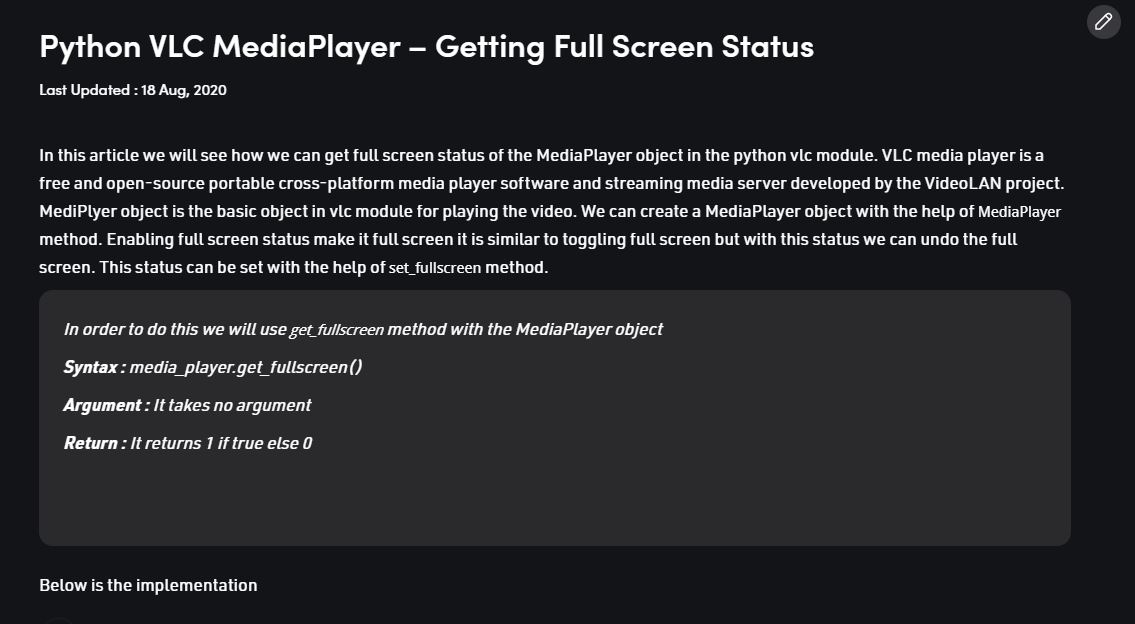 Python VLC MediaPlayer – Getting Full Screen Status
Last Updated : 18 Aug, 2020
In this article we will see how we can get full screen status of the MediaPlayer object in the python vlc module. VLC media player is a
free and open-source portable cross-platform media player software and streaming media server developed by the VideoLAN project.
MediPlyer object is the basic object in vlc module for playing the video. We can create a MediaPlayer object with the help of MediaPlayer
method. Enabling full screen status make it full screen it is similar to toggling full screen but with this status we can undo the full
screen. This status can be set with the help of set_fullscreen method.
In order to do this we will use get_fullscreen method with the MediaPlayer object
Syntax : media_player.get_fullscreen()
Argument : It takes no argument
Return : It returns 1 if true else 0
Below is the implementation